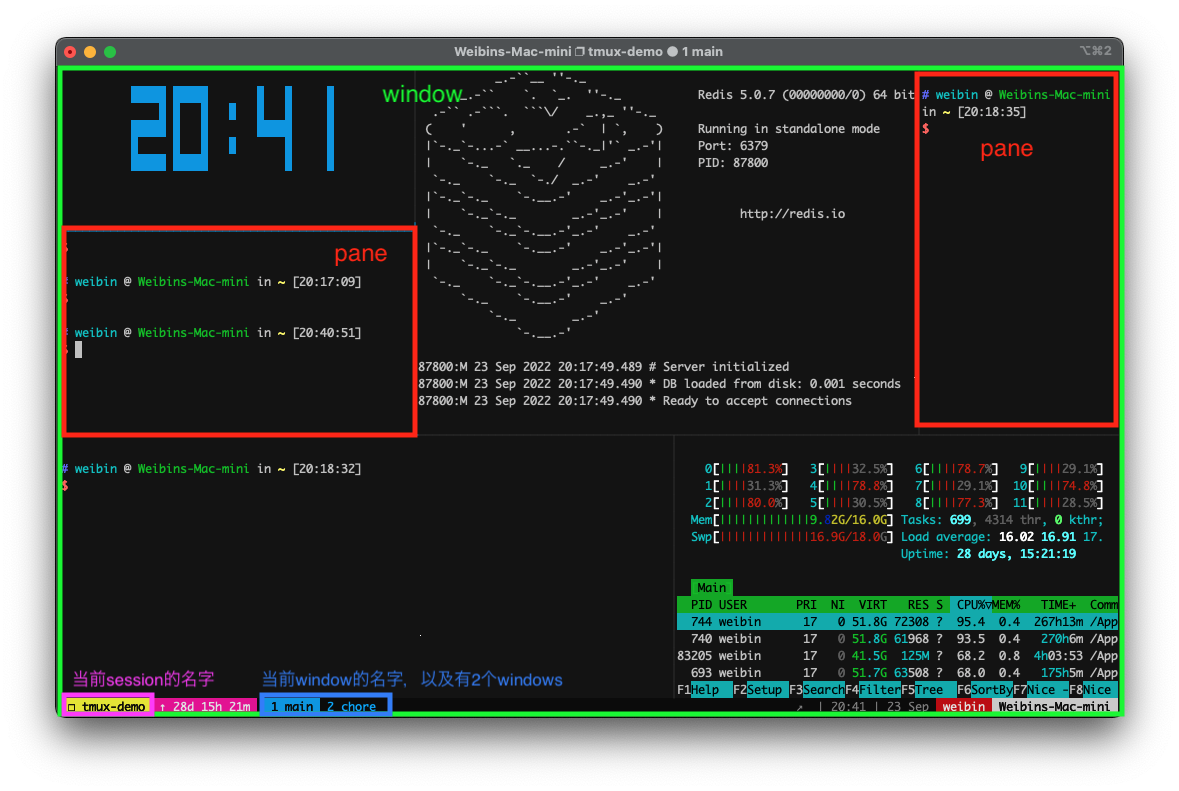 Weibins-Mac-mini ❐ tmux-demo ● 1 main
⌥⌘2
20:41
window
Redis 5.0.7 (00000000/0) 64 bit
Running in standalone mode
Port: 6379
PID: 87800
http://redis.io
87800:M 23 Sep 2022 20:17:49.489 # Server initialized
87800:M 23 Sep 2022 20:17:49.490 * DB loaded from disk: 0.001 seconds
87800:M 23 Sep 2022 20:17:49.490 * Ready to accept connections
# weibin @ Weibins-Mac-mini
in ~ [20:18:35]
$
pane
pane
weibin @ Weibins-Mac-mini in ~ [20:17:09]
weibin @ Weibins-Mac-mini in ~ [20:40:51]
# weibin @ Weibins-Mac-mini in ~ [20:18:32]
$
0[||||81.3%] 3[||||32.5%] 6[||||78.7%] 9[||||29.1%]
1[||||31.3%] 4[||||78.8%] 7[||||29.1%] 10[||||74.8%]
2[||||80.0%] 5[||||30.5%] 8[||||77.3%] 11[||||28.5%]
Mem[|||||||||||||9.82G/16.0G] Tasks: 699, 4314 thr, 0 kthr;
Swp[|||||||||||||16.9G/18.0G] Load average: 16.02 16.91 17.
Uptime: 28 days, 15:21:19
Main
PID USER PRI NI VIRT RES S CPU%▽MEM% TIME+ Comm
744 weibin 17 0 51.8G 72308 ? 95.4 0.4 267h13m /App
740 weibin 17 0 51.8G 61968 ? 93.5 0.4 270h6m /App
83205 weibin 17 0 41.5G 125M ? 68.2 0.8 4h03:53 /App
693 weibin 17 0 51.7G 63508 ? 68.0 0.4 175h5m /App
F1Help F2Setup F3SearchF4FilterF5Tree F6SortByF7Nice -F8Nice
当前session的名字
当前window的名字，以及有2个windows
❐ tmux-demo ↑ 28d 15h 21m 1 main 2 chore ↗ | 20:41 | 23 Sep weibin Weibins-Mac-mini